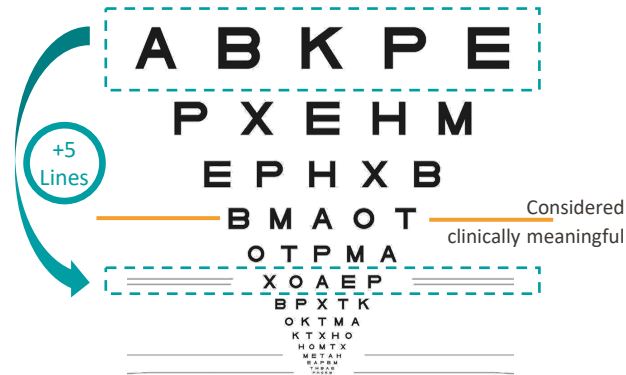 A B K P E
P X E H M
+5
Lines
E P H X B
B M A O T
Considered
clinically meaningful
O T P M A
X O A E P
B P X T K
O K T M A
K T X H O
H O M T X
M E T A H
E A P B M